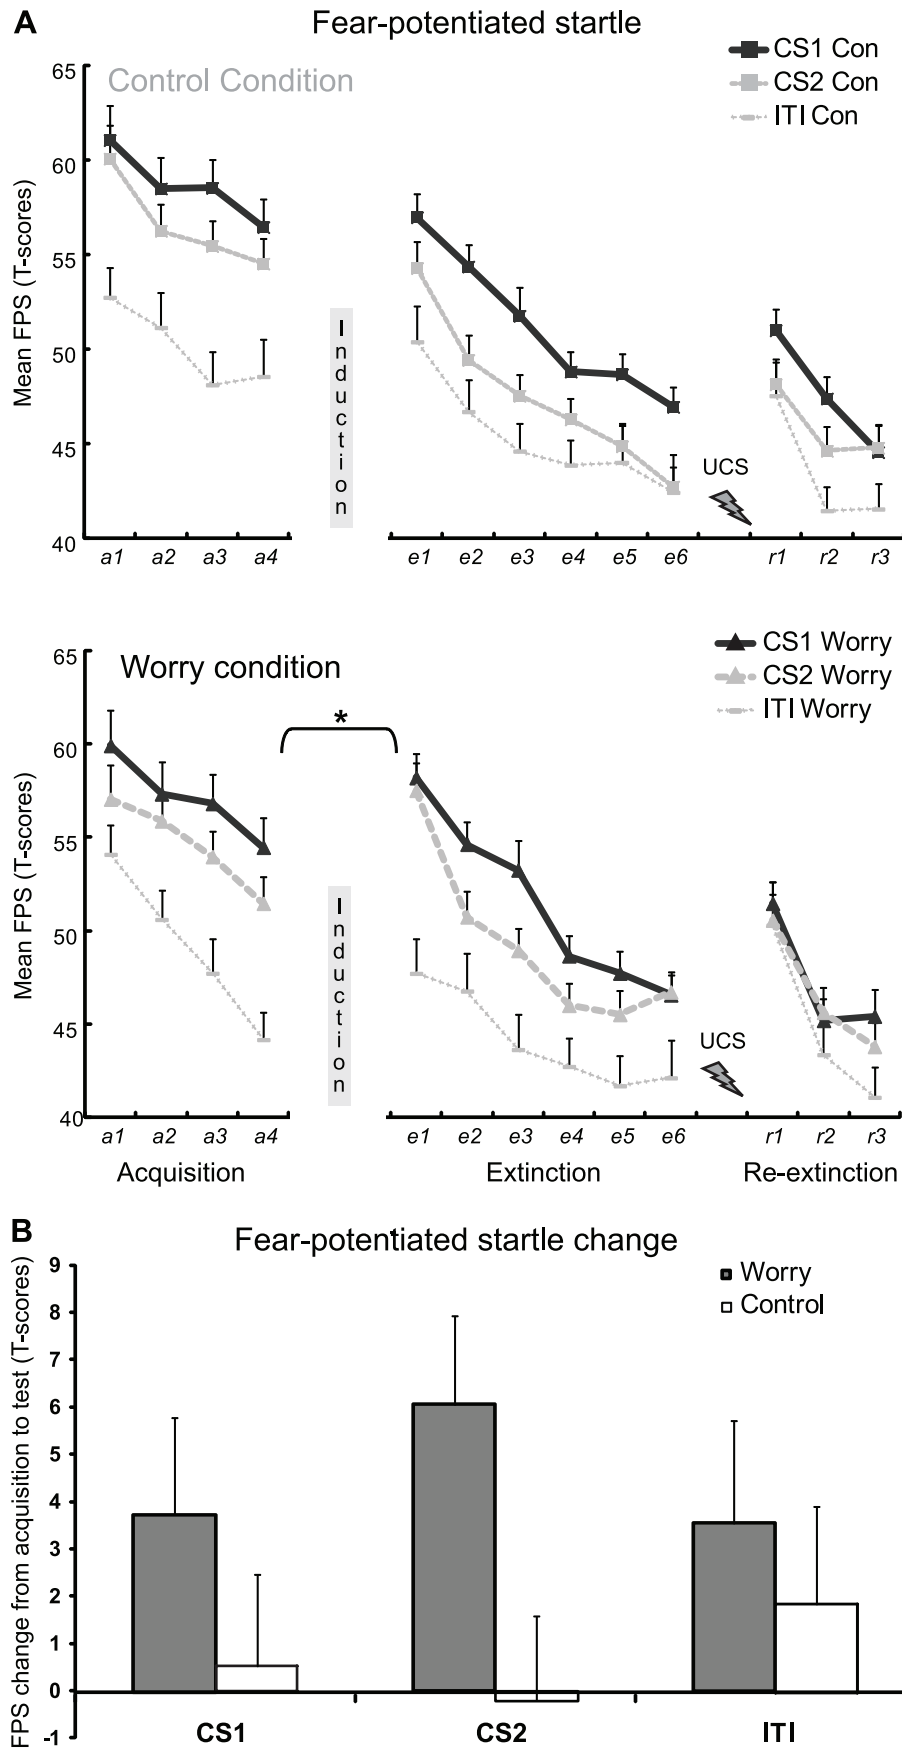 A
Fear-potentiated startle
CS1 Con
CS2 Con
ITI Con
Control Condition
Mean FPS (T-scores)
65
60
55
50
45
40
Induction
UCS
a1 a2 a3 a4 e1 e2 e3 e4 e5 e6 r1 r2 r3
CS1 Worry
CS2 Worry
ITI Worry
Worry condition
*
Mean FPS (T-scores)
65
60
55
50
45
40
Induction
UCS
a1 a2 a3 a4 e1 e2 e3 e4 e5 e6 r1 r2 r3
Acquisition Extinction Re-extinction
B
Fear-potentiated startle change
Worry
Control
FPS change from acquisition to test (T-scores)
9
8
7
6
5
4
3
2
1
0
-1
CS1 CS2 ITI